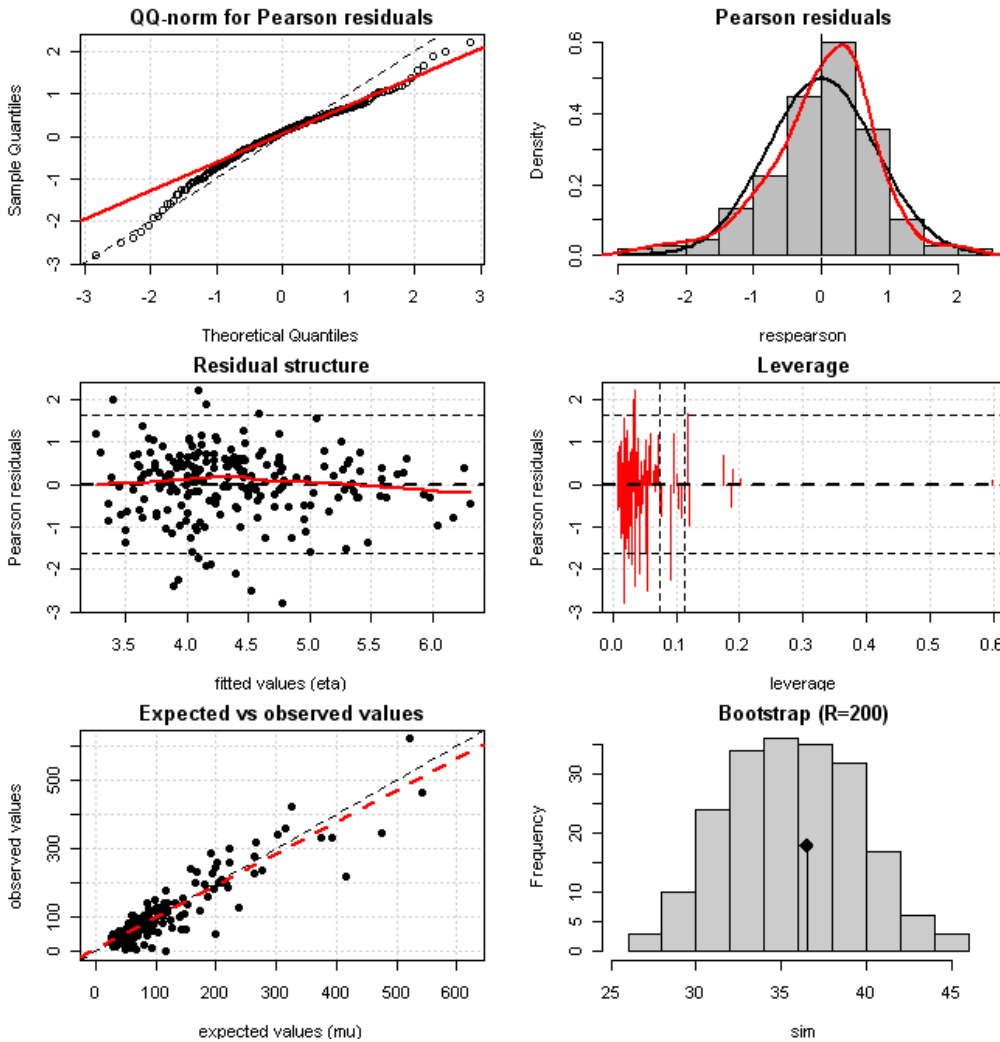 QQ-norm for Pearson residuals
Sample Quantiles
2
1
0
-1
-2
-3
-3 -2 -1 0 1 2 3
Theoretical Quantiles
Pearson residuals
Density
0.6
0.4
0.2
0.0
-3 -2 -1 0 1 2
respearson
Residual structure
Pearson residuals
2
1
0
-1
-2
-3
3.5 4.0 4.5 5.0 5.5 6.0
fitted values (eta)
Leverage
Pearson residuals
2
1
0
-1
-2
-3
0.0 0.1 0.2 0.3 0.4 0.5 0.6
leverage
Expected vs observed values
observed values
500
300
100
0
0 100 200 300 400 500 600
expected values (mu)
Bootstrap (R=200)
Frequency
30
20
10
5
0
25 30 35 40 45
sim